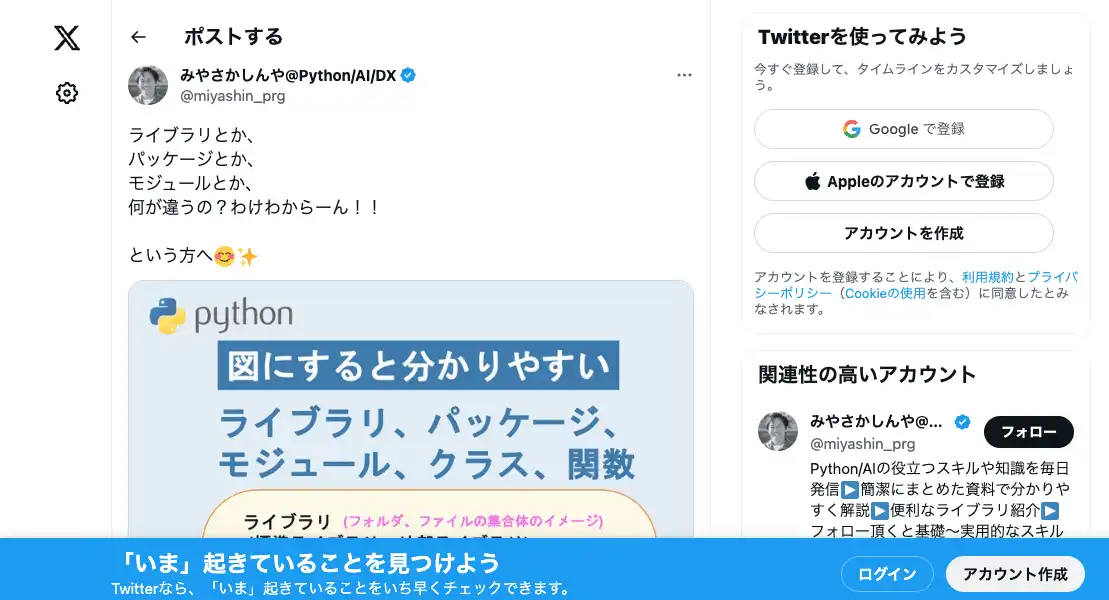 ポストする
みやさかしんや@Python/AI/DX
@miyashin_prg
ライブラリとか、
パッケージとか、
モジュールとか、
何が違うの？わけわからーん！！
という方へ😊✨
python
図にすると分かりやすい
ライブラリ、パッケージ、
モジュール、クラス、関数
ライブラリ (フォルダ、ファイルの集合体のイメージ)
Twitterを使ってみよう
今すぐ登録して、タイムラインをカスタマイズしましょ
う。
Google で登録
Appleのアカウントで登録
アカウントを作成
アカウントを登録することにより、利用規約とプライバ
シーポリシー（Cookieの使用を含む）に同意したとみ
なされます。
関連性の高いアカウント
みやさかしんや@...
@miyashin_prg
フォロー
Python/AIの役立つスキルや知識を毎日
発信▶️簡潔にまとめた資料で分かりや
すく解説▶️便利なライブラリ紹介▶️
フォロー頂くと基礎〜実用的なスキル
「いま」起きていることを見つけよう
Twitterなら、「いま」起きていることをいち早くチェックできます。
ログイン
アカウント作成